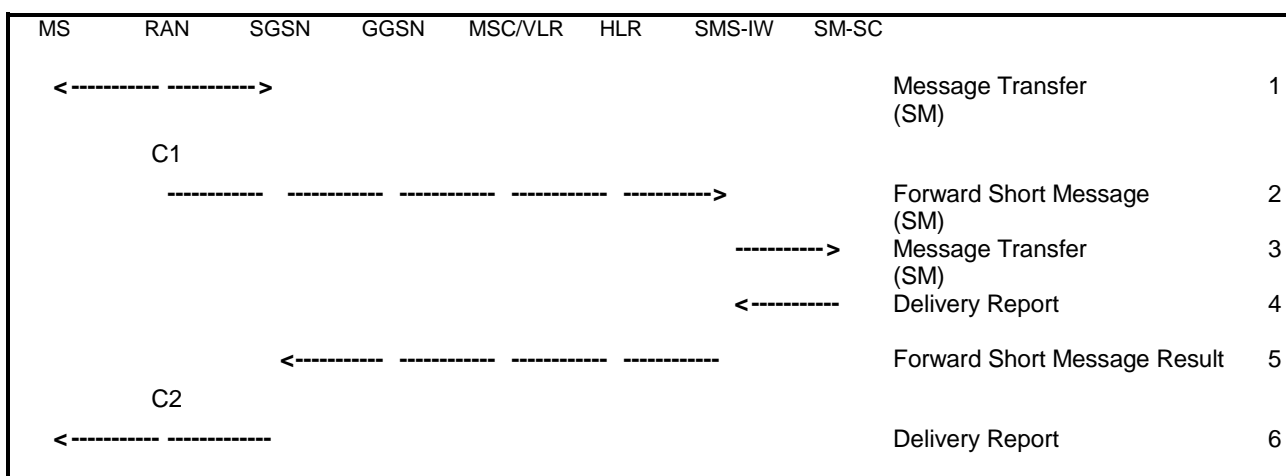 MS RAN SGSN GGSN MSC/VLR HLR SMS-IW SM-SC
<----------- -----------> Message Transfer 1
(SM)
C1
------------ ------------ ------------ ------------ -----------> Forward Short Message 2
(SM)
-----------> Message Transfer 3
(SM)
<----------- Delivery Report 4
<----------- ------------ ------------ ------------ Forward Short Message Result 5
C2
<----------- ------------- Delivery Report 6